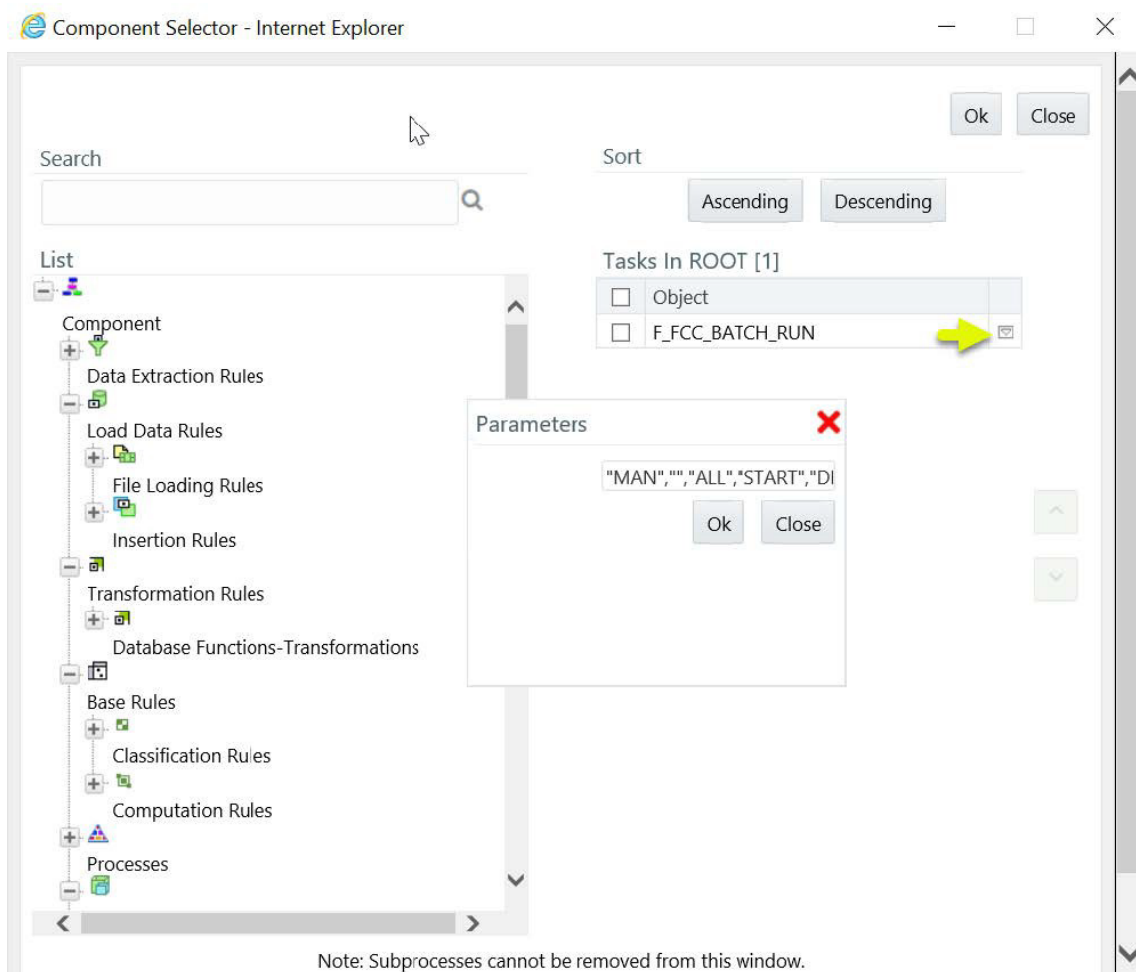 Component Selector - Internet Explorer
Ok Close
Search
Sort
Ascending Descending
List
Tasks In ROOT [1]
Object
F_FCC_BATCH_RUN
Component
Data Extraction Rules
Load Data Rules
File Loading Rules
Insertion Rules
Transformation Rules
Database Functions-Transformations
Base Rules
Classification Rules
Computation Rules
Processes
Parameters
"MAN","","ALL","START","DI
Ok Close
Note: Subprocesses cannot be removed from this window.